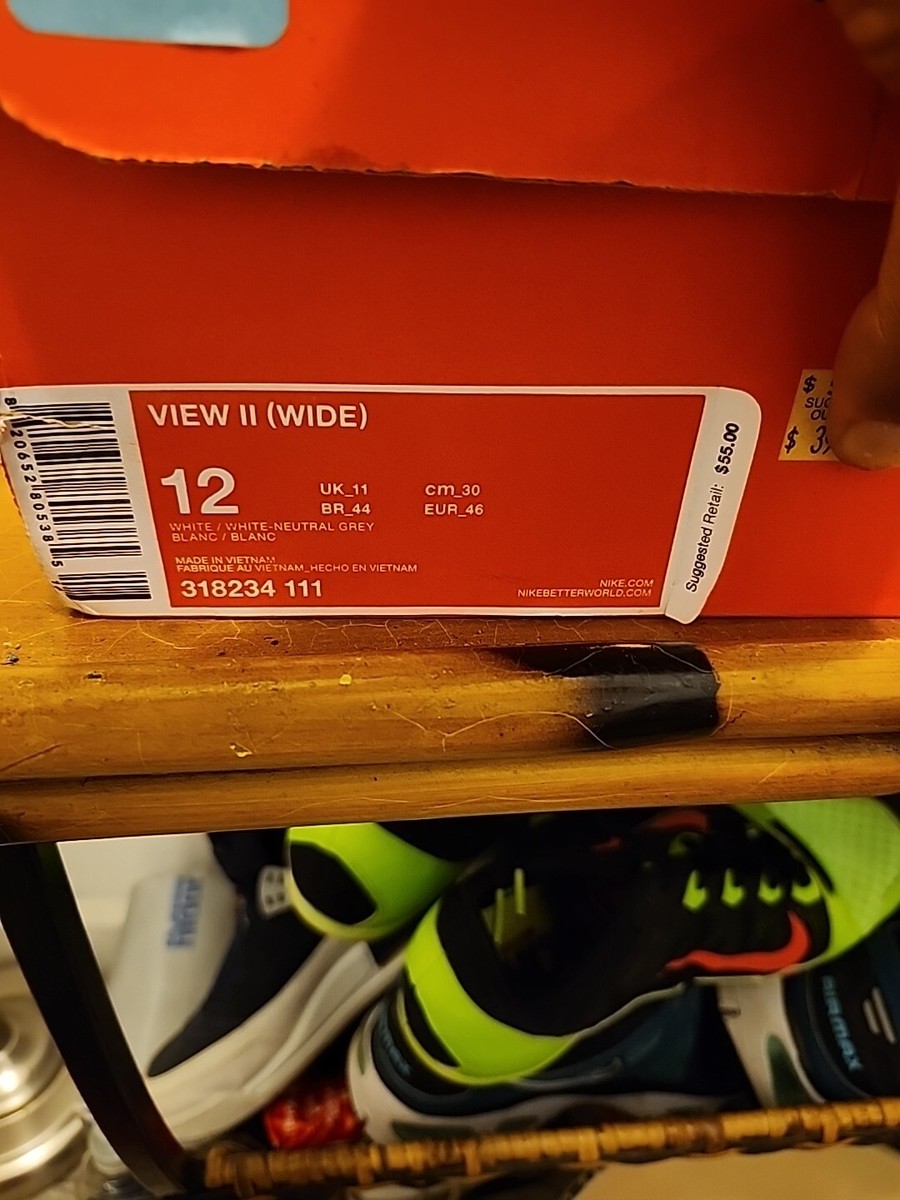 VIEW II (WIDE)
12
UK_11
cm_30
BR_44
EUR_46
WHITE / WHITE-NEUTRAL GREY
BLANC / BLANC
MADE IN VIETNAM
FABRIQUE AU VIETNAM_HECHO EN VIETNAM
318234 111
NIKE.COM
NIKEBETTERWORLD.COM
Suggested Retail: $55.00
$
$
AIRMAX